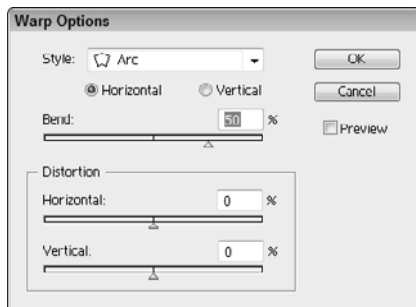 Warp Options
Style: Arc
OK
Horizontal Vertical
Cancel
Bend: 50 %
Preview
Distortion
Horizontal: 0 %
Vertical. 0 %